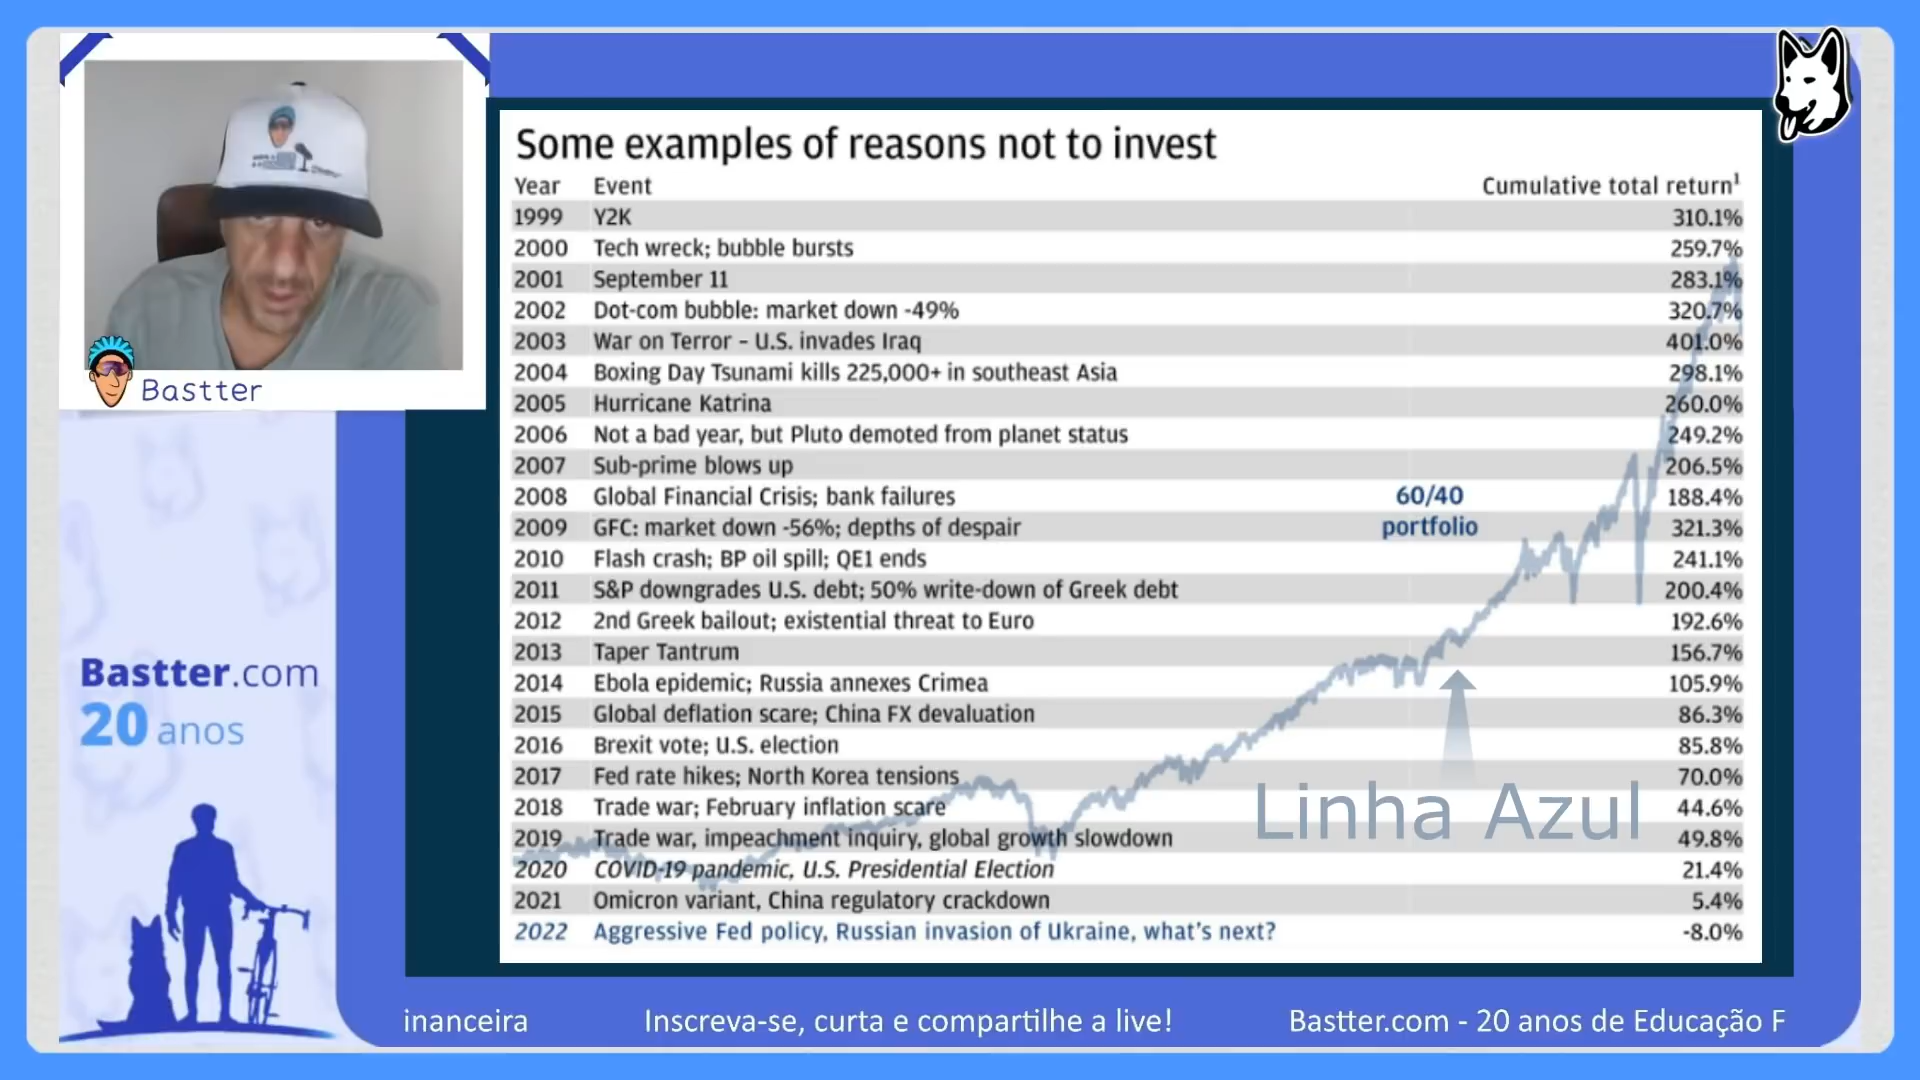 Bastter
Bastter.com
20 anos
Some examples of reasons not to invest
Year Event Cumulative total return¹
1999 Y2K 310.1%
2000 Tech wreck; bubble bursts 259.7%
2001 September 11 283.1%
2002 Dot-com bubble: market down -49% 320.7%
2003 War on Terror – U.S. invades Iraq 401.0%
2004 Boxing Day Tsunami kills 225,000+ in southeast Asia 298.1%
2005 Hurricane Katrina 260.0%
2006 Not a bad year, but Pluto demoted from planet status 249.2%
2007 Sub-prime blows up 206.5%
2008 Global Financial Crisis; bank failures 60/40 188.4%
2009 GFC: market down -56%; depths of despair portfolio 321.3%
2010 Flash crash; BP oil spill; QE1 ends 241.1%
2011 S&P downgrades U.S. debt; 50% write-down of Greek debt 200.4%
2012 2nd Greek bailout; existential threat to Euro 192.6%
2013 Taper Tantrum 156.7%
2014 Ebola epidemic; Russia annexes Crimea 105.9%
2015 Global deflation scare; China FX devaluation 86.3%
2016 Brexit vote; U.S. election 85.8%
2017 Fed rate hikes; North Korea tensions 70.0%
2018 Trade war; February inflation scare 44.6%
Linha Azul
2019 Trade war, impeachment inquiry, global growth slowdown 49.8%
2020 COVID-19 pandemic, U.S. Presidential Election 21.4%
2021 Omicron variant, China regulatory crackdown 5.4%
2022 Aggressive Fed policy, Russian invasion of Ukraine, what's next? -8.0%
inanceira Inscreva-se, curta e compartilhe a live! Bastter.com - 20 anos de Educação F